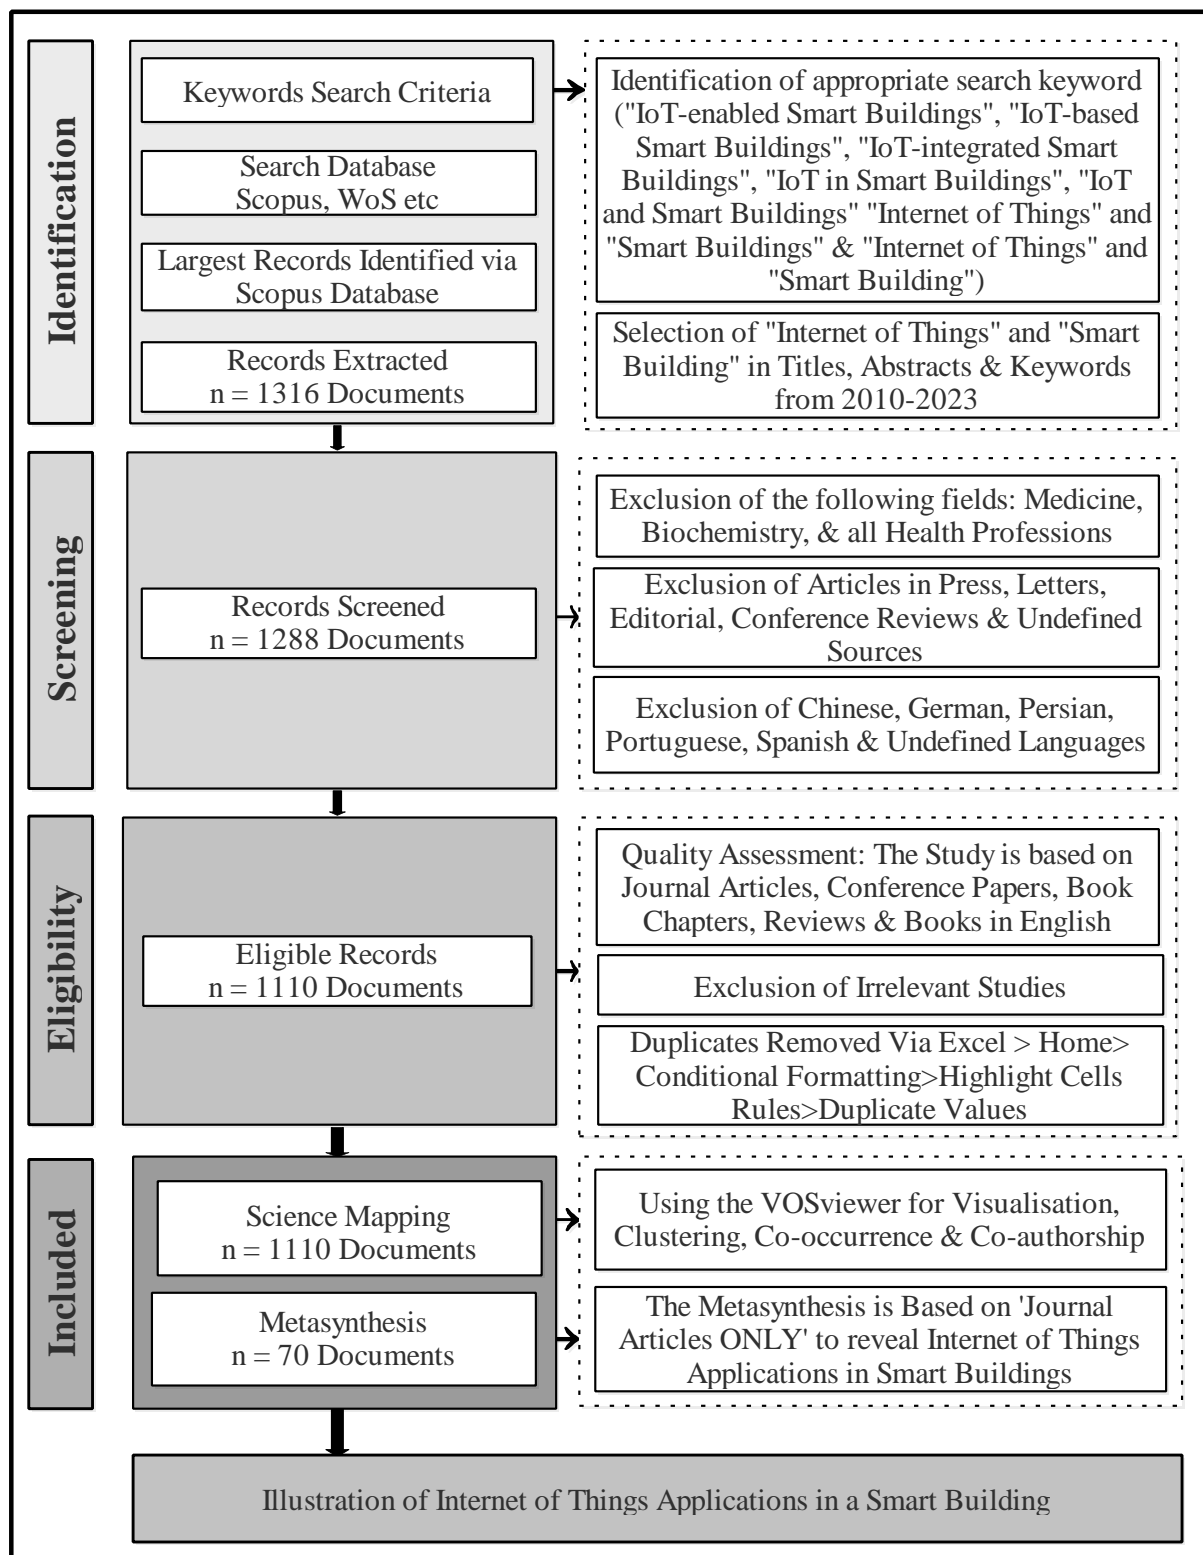 Identification
Keywords Search Criteria
Search Database
Scopus, WoS etc
Largest Records Identified via
Scopus Database
Records Extracted
n = 1316 Documents
Identification of appropriate search keyword
("IoT-enabled Smart Buildings", "IoT-based
Smart Buildings", "IoT-integrated Smart
Buildings", "IoT in Smart Buildings", "IoT
and Smart Buildings" "Internet of Things" and
"Smart Buildings" & "Internet of Things" and
"Smart Building")
Selection of "Internet of Things" and "Smart
Building" in Titles, Abstracts & Keywords
from 2010-2023
Screening
Records Screened
n = 1288 Documents
Exclusion of the following fields: Medicine,
Biochemistry, & all Health Professions
Exclusion of Articles in Press, Letters,
Editorial, Conference Reviews & Undefined
Sources
Exclusion of Chinese, German, Persian,
Portuguese, Spanish & Undefined Languages
Eligibility
Eligible Records
n = 1110 Documents
Quality Assessment: The Study is based on
Journal Articles, Conference Papers, Book
Chapters, Reviews & Books in English
Exclusion of Irrelevant Studies
Duplicates Removed Via Excel > Home>
Conditional Formatting>Highlight Cells
Rules>Duplicate Values
Included
Science Mapping
n = 1110 Documents
Metasynthesis
n = 70 Documents
Using the VOSviewer for Visualisation,
Clustering, Co-occurrence & Co-authorship
The Metasynthesis is Based on 'Journal
Articles ONLY' to reveal Internet of Things
Applications in Smart Buildings
Illustration of Internet of Things Applications in a Smart Building